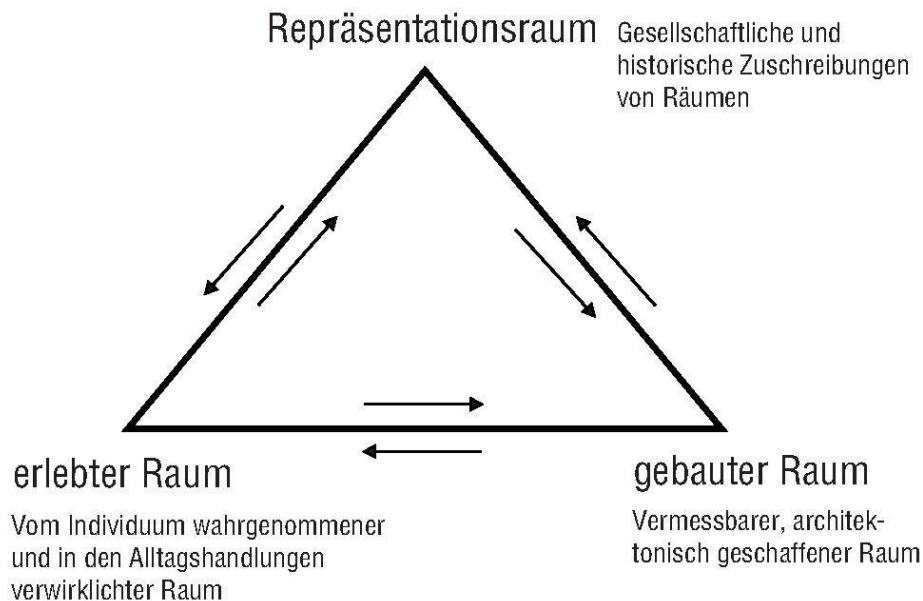 Repräsentationsraum
Gesellschaftliche und
historische Zuschreibungen
von Räumen
erlebter Raum
Vom Individuum wahrgenommener
und in den Alltagshandlungen
verwirklichter Raum
gebauter Raum
Vermessbarer, architek-
tonisch geschaffener Raum